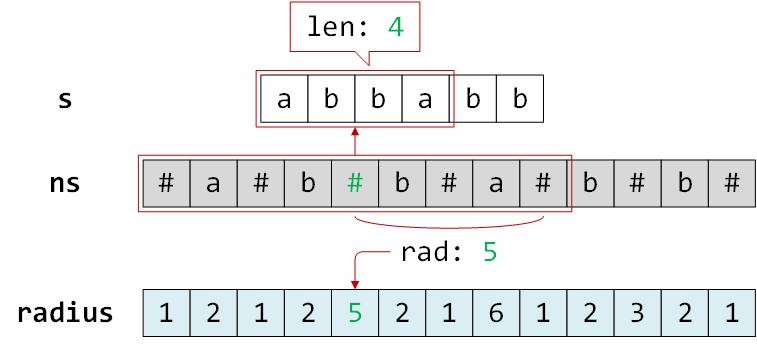 len: 4
s a b b a b b
ns # a # b # b # a # b # b #
rad: 5
radius 1 2 1 2 5 2 1 6 1 2 3 2 1